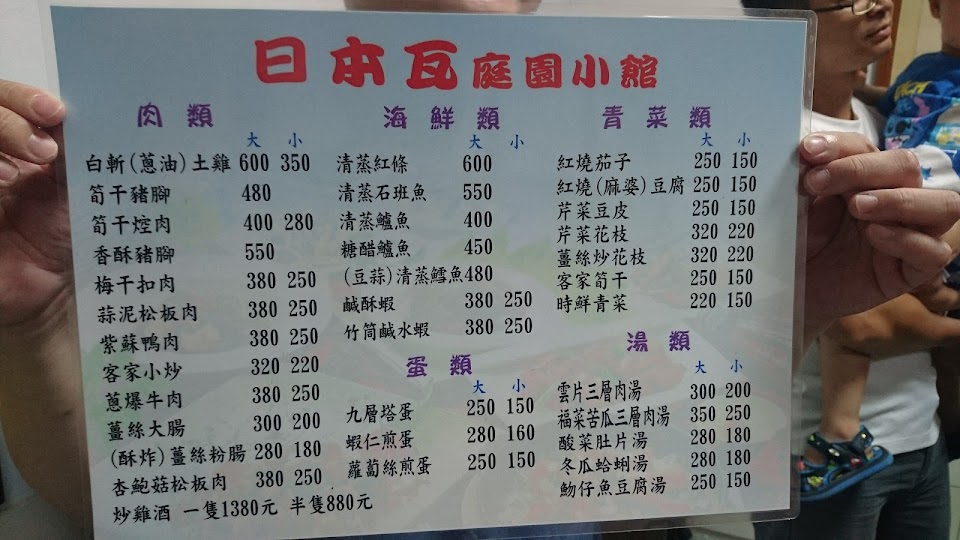 日本瓦庭園小館
肉類
大 小
白斬(蔥油)土雞 600 350
筍干豬腳 480
筍干焢肉 400 280
香酥豬腳 550
梅干扣肉 380 250
蒜泥松板肉 380 250
紫蘇鴨肉 380 250
客家小炒 320 220
蔥爆牛肉 380 250
薑絲大腸 300 200
(酥炸)薑絲粉腸 280 180
杏鮑菇松板肉 380 250
炒雞酒 一隻1380元 半隻880元
海鮮類
大 小
清蒸紅條 600
清蒸石班魚 550
清蒸鱸魚 400
糖醋鱸魚 450
(豆蒜)清蒸鱈魚 480
鹹酥蝦 380 250
竹筒鹹水蝦 380 250
蛋類
大 小
九層塔蛋 250 150
蝦仁煎蛋 280 160
蘿蔔絲煎蛋 250 150
青菜類
大 小
紅燒茄子 250 150
紅燒(麻婆)豆腐 250 150
芹菜豆皮 250 150
芹菜花枝 320 220
薑絲炒花枝 320 220
客家筍干 250 150
時鮮青菜 220 150
湯類
大 小
雲片三層肉湯 300 200
福菜苦瓜三層肉湯 350 250
酸菜肚片湯 280 180
冬瓜蛤蜊湯 280 180
魩仔魚豆腐湯 250 150